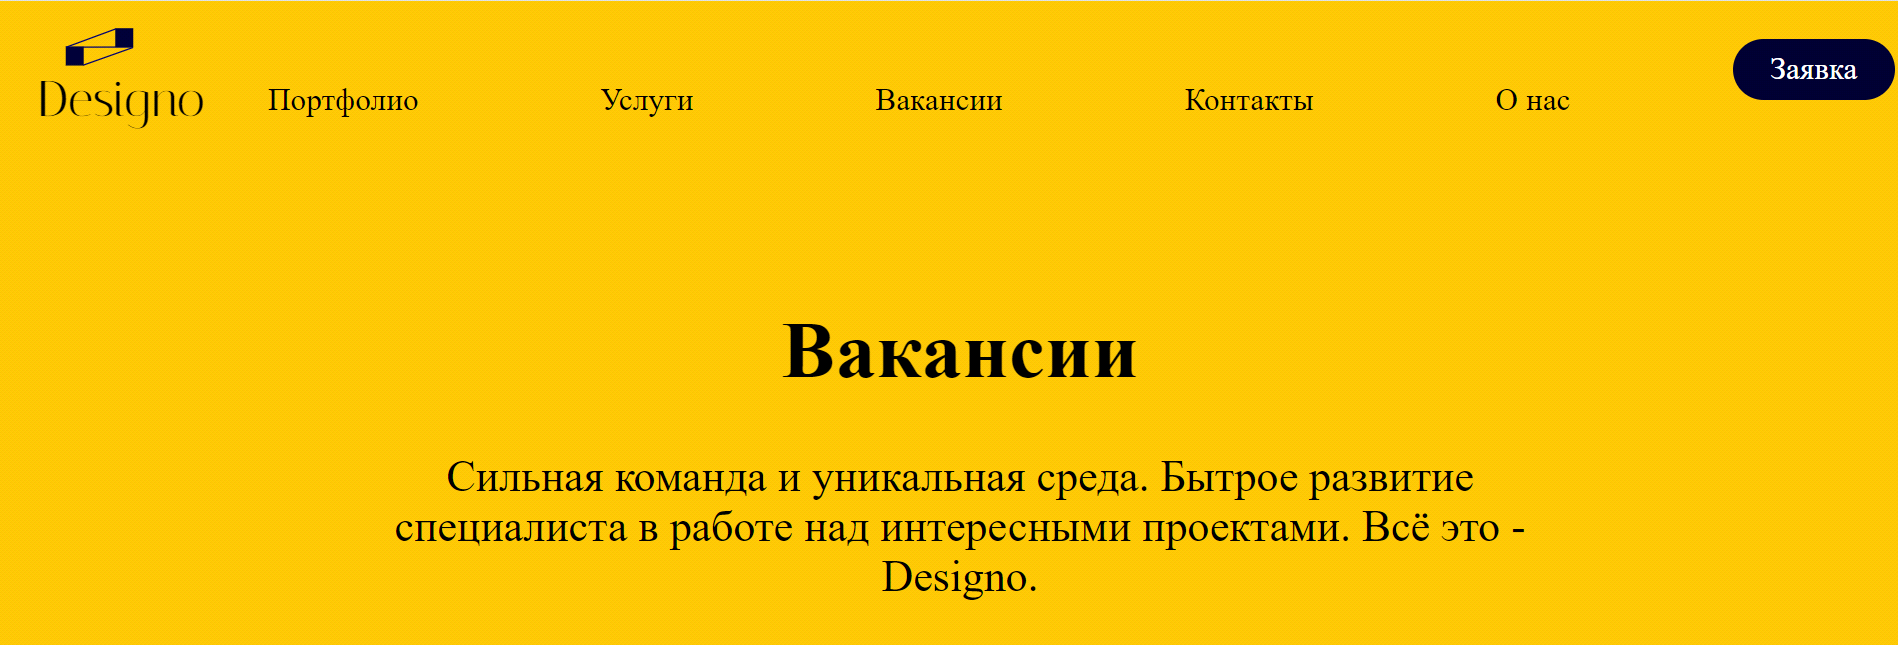 Designo
Портфолио Услуги Вакансии Контакты О нас
Заявка
Вакансии
Сильная команда и уникальная среда. Бытрое развитие
специалиста в работе над интересными проектами. Всё это -
Designo.